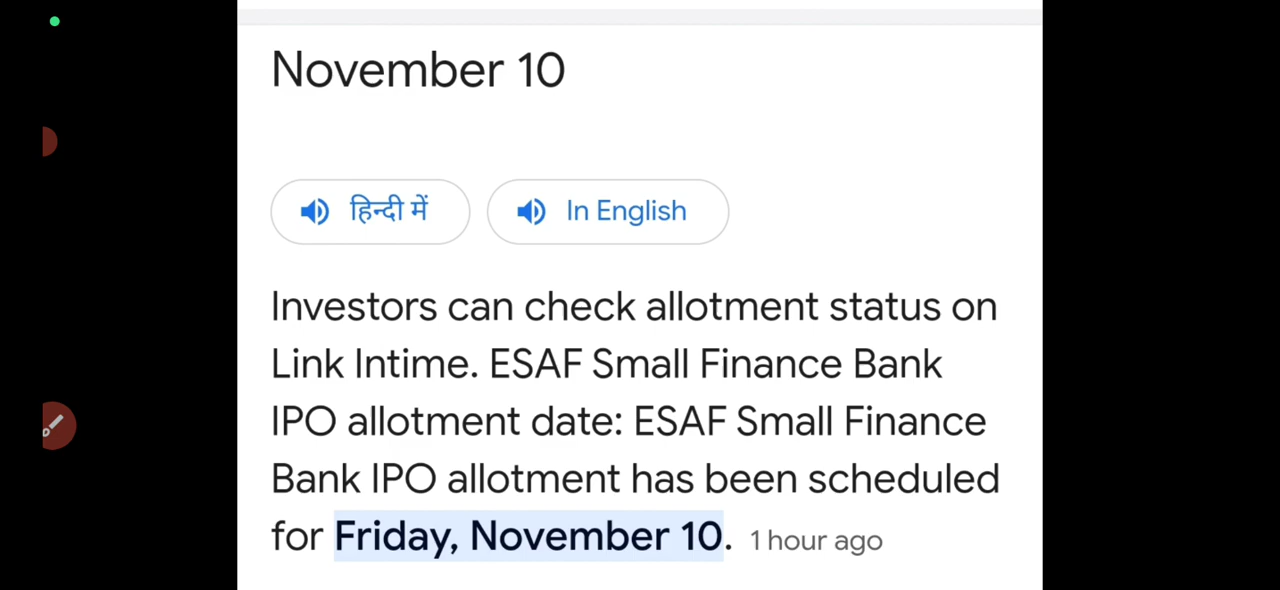 November 10
हिन्दी में
In English
Investors can check allotment status on
Link Intime. ESAF Small Finance Bank
IPO allotment date: ESAF Small Finance
Bank IPO allotment has been scheduled
for Friday, November 10. 1 hour ago